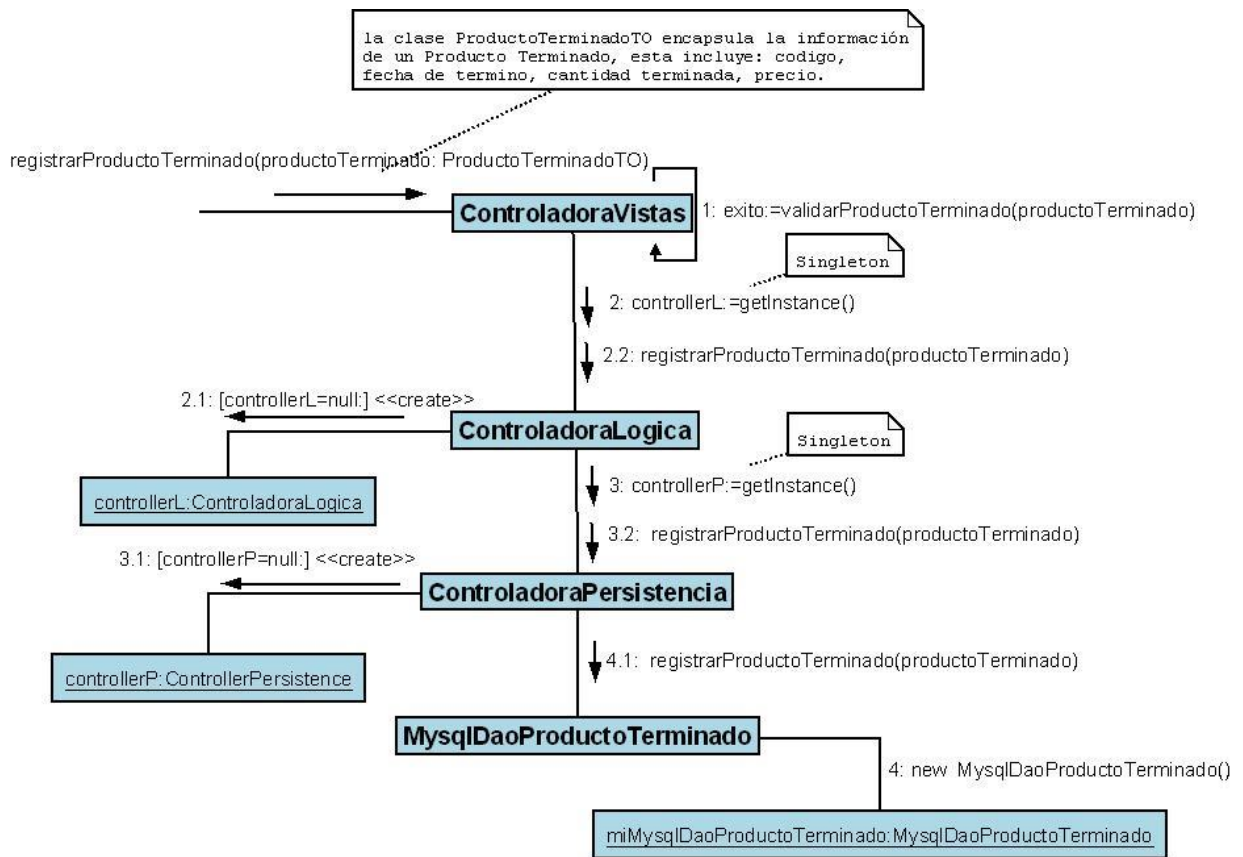 la clase ProductoTerminadoTO encapsula la información
de un Producto Terminado, esta incluye: codigo,
fecha de termino, cantidad terminada, precio.
registrarProductoTerminado(productoTerminado: ProductoTerminadoTO)
ControladoraVistas
1: exito:=validarProductoTerminado(productoTerminado)
Singleton
2: controllerL:=getInstance()
2.2: registrarProductoTerminado(productoTerminado)
2.1: [controllerL=null:] <<create>>
ControladoraLogica
Singleton
controllerL:ControladoraLogica
3: controllerP:=getInstance()
3.2: registrarProductoTerminado(productoTerminado)
3.1: [controllerP=null:] <<create>>
ControladoraPersistencia
controllerP:ControllerPersistence
4.1: registrarProductoTerminado(productoTerminado)
MysqlDaoProductoTerminado
4: new MysqlDaoProductoTerminado()
miMysqlDaoProductoTerminado:MysqlDaoProductoTerminado